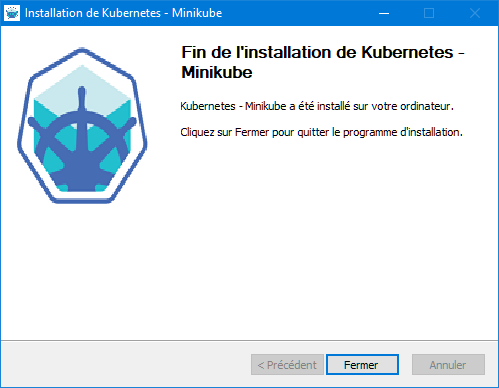 Installation de Kubernetes - Minikube
Fin de l'installation de Kubernetes -
Minikube
Kubernetes - Minikube a été installé sur votre ordinateur.
Cliquez sur Fermer pour quitter le programme d'installation.
< Précédent
Fermer
Annuler